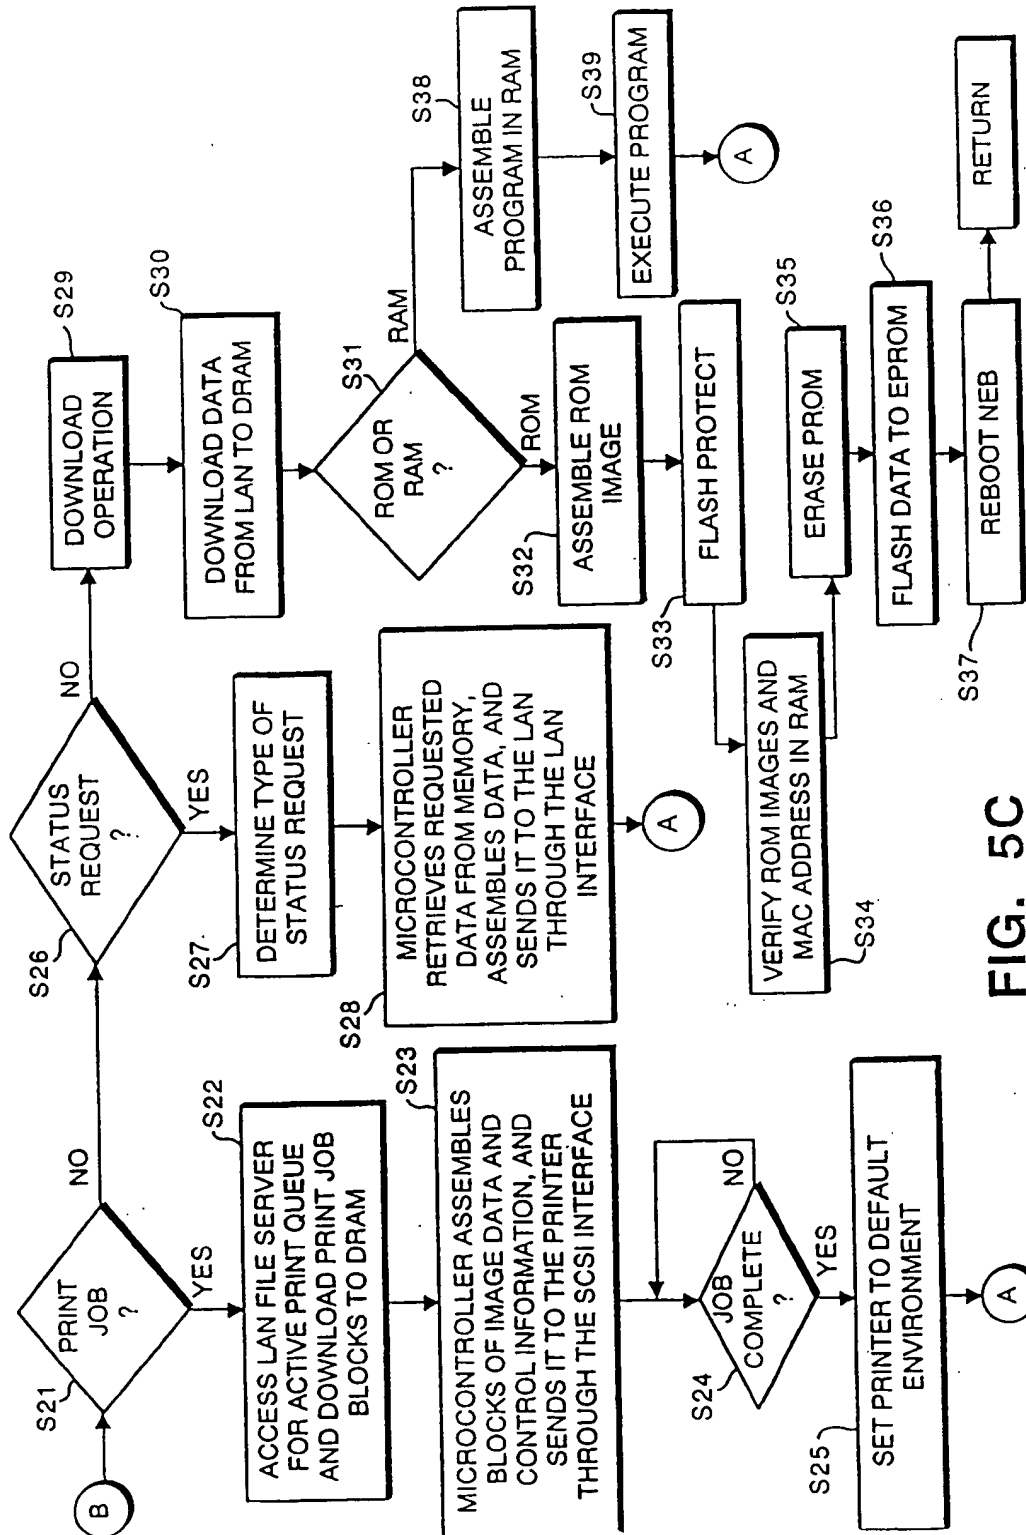 B
S21
PRINT
JOB
?
NO
YES
S22
ACCESS LAN FILE SERVER
FOR ACTIVE PRINT QUEUE
AND DOWNLOAD PRINT JOB
BLOCKS TO DRAM
S23
MICROCONTROLLER ASSEMBLES
BLOCKS OF IMAGE DATA AND
CONTROL INFORMATION, AND
SENDS IT TO THE PRINTER
THROUGH THE SCSI INTERFACE
S24
JOB
COMPLETE
?
NO
YES
S25
SET PRINTER TO DEFAULT
ENVIRONMENT
A
S26
STATUS
REQUEST
?
NO
YES
S27
DETERMINE TYPE OF
STATUS REQUEST
S28
MICROCONTROLLER
RETRIEVES REQUESTED
DATA FROM MEMORY,
ASSEMBLES DATA, AND
SENDS IT TO THE LAN
THROUGH THE LAN
INTERFACE
A
S29
DOWNLOAD
OPERATION
S30
DOWNLOAD DATA
FROM LAN TO DRAM
S31
ROM OR
RAM
?
RAM
ROM
S32
ASSEMBLE ROM
IMAGE
S33
FLASH PROTECT
VERIFY ROM IMAGES AND
MAC ADDRESS IN RAM
S34
S35
ERASE PROM
S36
FLASH DATA TO EPROM
S37
REBOOT NEB
RETURN
S38
ASSEMBLE
PROGRAM IN RAM
S39
EXECUTE PROGRAM
A
FIG. 5C